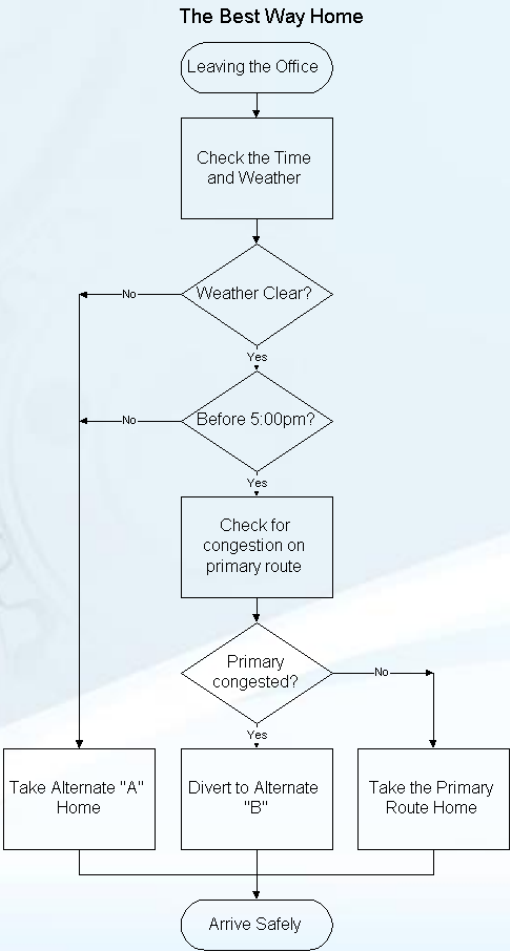 The Best Way Home
Leaving the Office
Check the Time
and Weather
Weather Clear?
No
Yes
Before 5:00pm?
No
Yes
Check for
congestion on
primary route
Primary
congested?
No
Yes
Take Alternate "A"
Home
Divert to Alternate
"B"
Take the Primary
Route Home
Arrive Safely